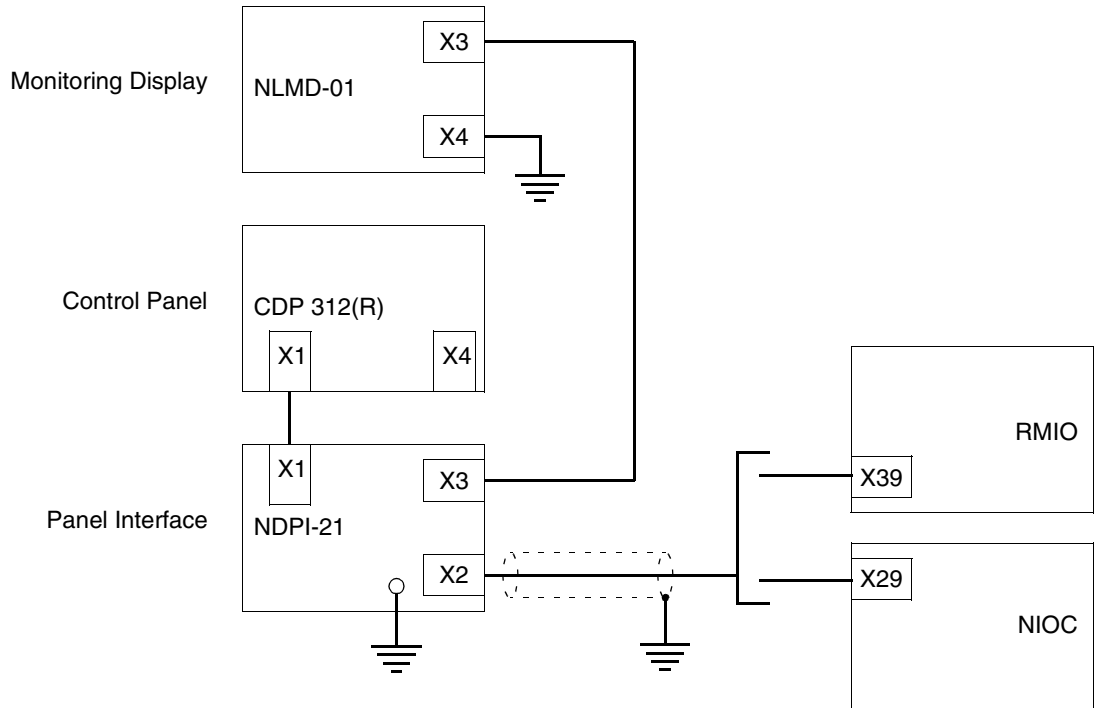 X3
Monitoring Display
NLMD-01
X4
Control Panel
CDP 312(R)
X1
X4
RMIO
X1
X3
X39
Panel Interface
NDPI-21
X2
X29
NIOC